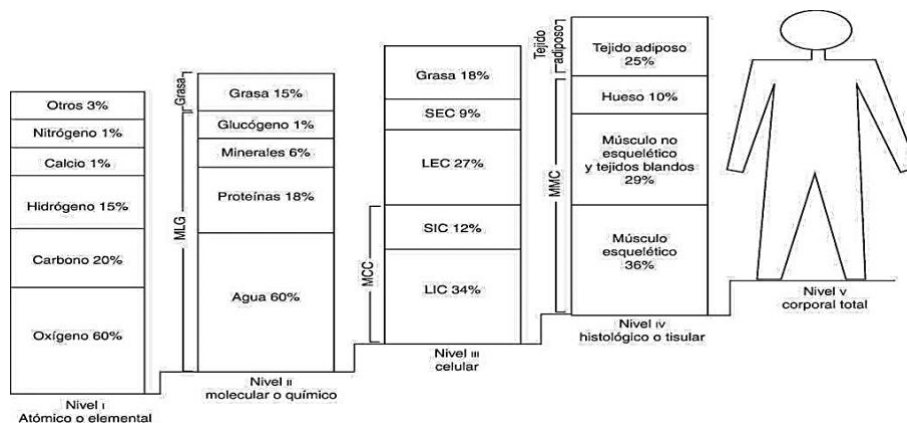 Otros 3%
Nitrógeno 1%
Calcio 1%
Hidrógeno 15%
Carbono 20%
Oxígeno 60%
Nivel I
Atómico o elemental
Grasa
MLG
Grasa 15%
Glucógeno 1%
Minerales 6%
Proteínas 18%
Agua 60%
Nivel II
molecular o químico
MCC
Grasa 18%
SEC 9%
LEC 27%
SIC 12%
LIC 34%
Nivel III
celular
Tejido
adiposo
MMC
Tejido adiposo
25%
Hueso 10%
Músculo no
esquelético
y tejidos blandos
29%
Músculo
esquelético
36%
Nivel IV
histológico o tisular
Nivel V
corporal total